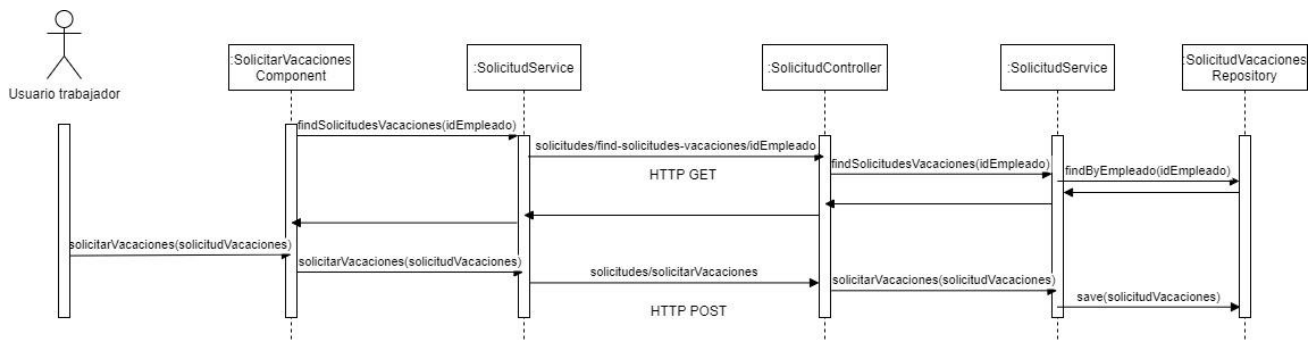 Usuario trabajador
:SolicitarVacaciones
Component
:SolicitudService
:SolicitudController
:SolicitudService
:SolicitudVacaciones
Repository
findSolicitudesVacaciones(idEmpleado)
solicitudes/find-solicitudes-vacaciones/idEmpleado
HTTP GET
findSolicitudesVacaciones(idEmpleado)
findByEmpleado(idEmpleado)
solicitarVacaciones(solicitudVacaciones)
solicitarVacaciones(solicitudVacaciones)
solicitudes/solicitarVacaciones
HTTP POST
solicitarVacaciones(solicitudVacaciones)
save(solicitudVacaciones)